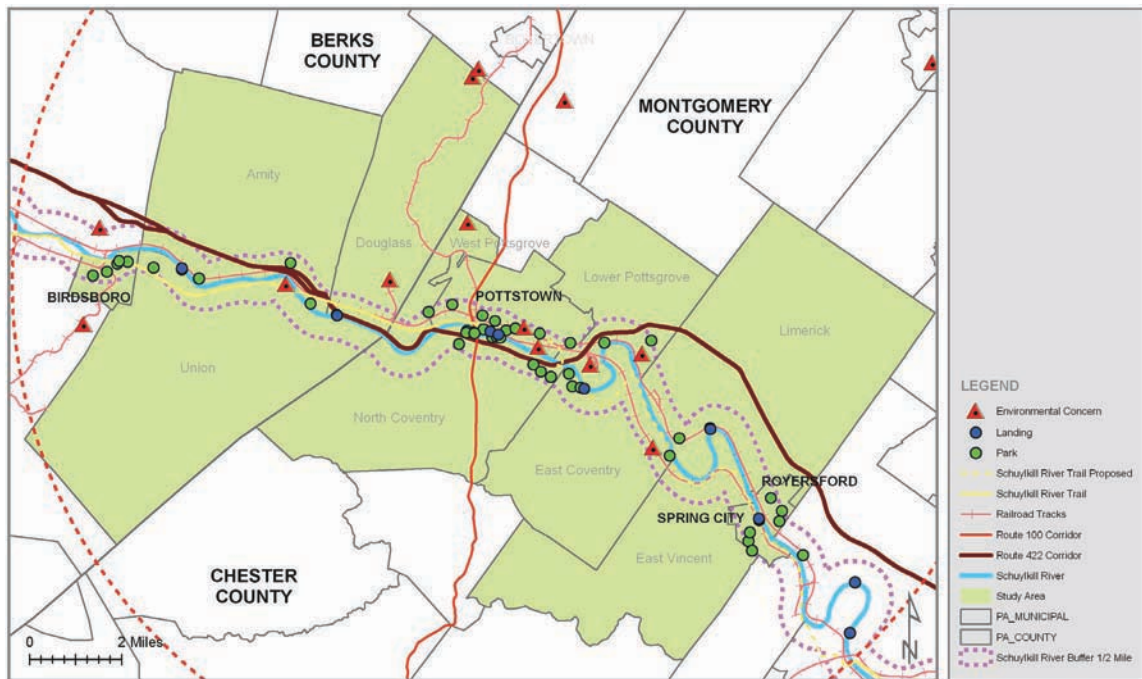 BERKS
COUNTY
MONTGOMERY
COUNTY
Amity
Douglass
West Pottsgrove
Lower Pottsgrove
POTTSTOWN
Limerick
BIRDSBORO
Union
North Coventry
East Coventry
ROYERSFORD
SPRING CITY
East Vincent
CHESTER
COUNTY
0 2 Miles
N
LEGEND
Environmental Concern
Landing
Park
Schuylkill River Trail Proposed
Schuylkill River Trail
Railroad Tracks
Route 100 Corridor
Route 422 Corridor
Schuylkill River
Study Area
PA_MUNICIPAL
PA_COUNTY
Schuylkill River Buffer 1/2 Mile